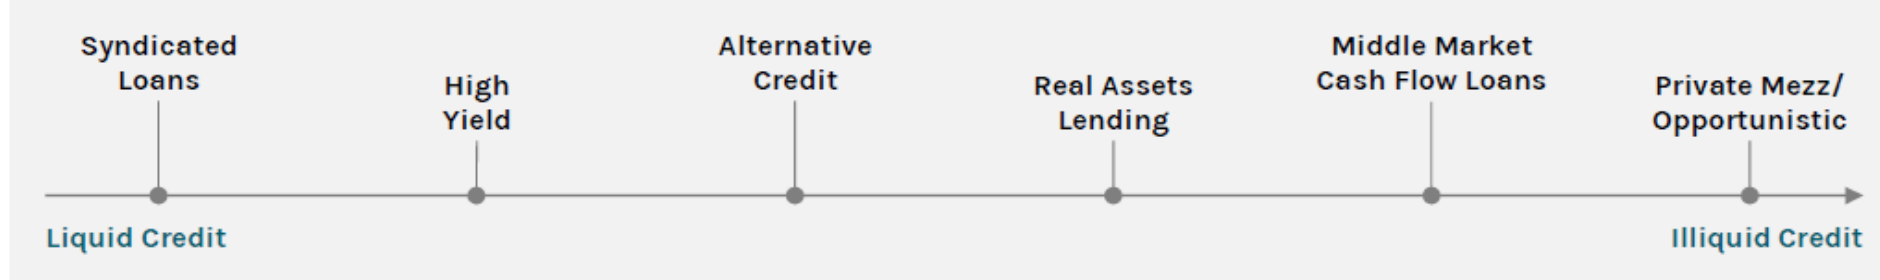 Syndicated
Loans
High
Yield
Alternative
Credit
Real Assets
Lending
Middle Market
Cash Flow Loans
Private Mezz/
Opportunistic
Liquid Credit
Illiquid Credit